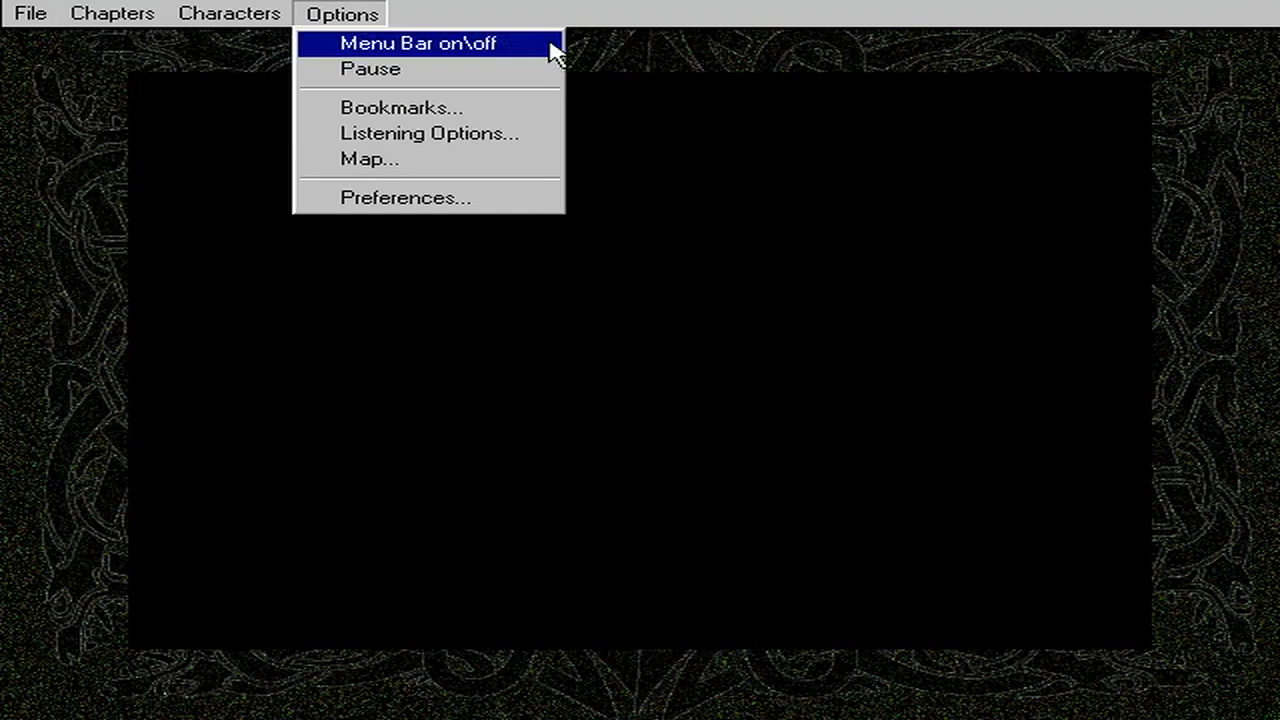 File Chapters Characters Options
Menu Bar on\off
Pause
Bookmarks...
Listening Options...
Map...
Preferences...